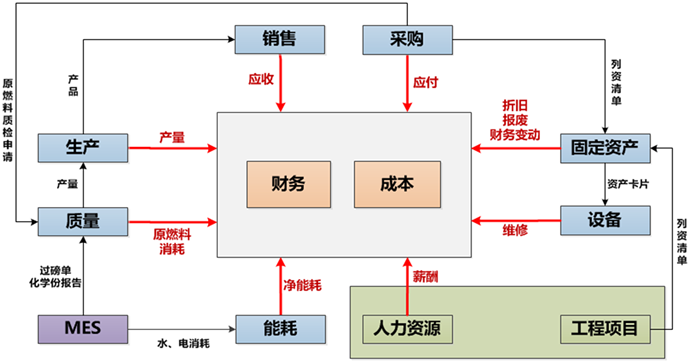 销售
采购
原燃料质检申请
产品
应收
应付
列资清单
折旧
报废
财务变动
生产
产量
固定资产
财务
成本
产量
资产卡片
质量
原燃料
消耗
维修
设备
列资清单
过磅单
化学份报告
净能耗
薪酬
MES
水、电消耗
能耗
人力资源
工程项目